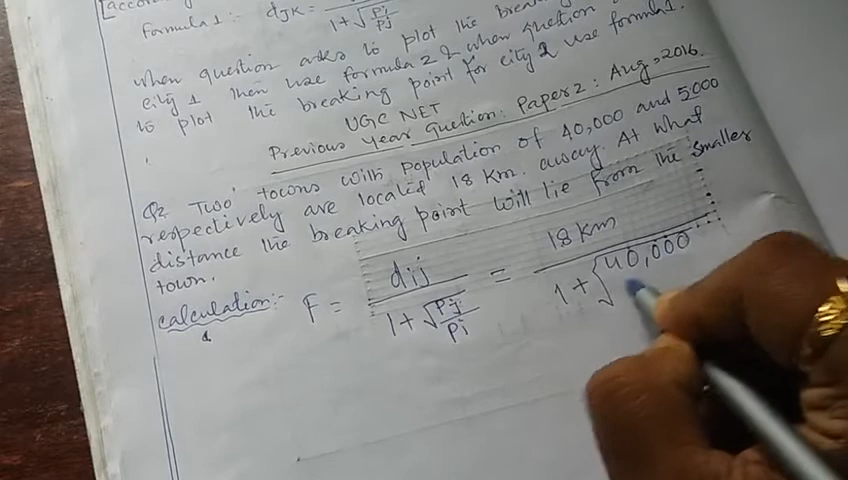 [accord
Formula 1:- djk = 1+√Pi/Pj
when question asks to plot the brea
city 1 then use formula 2 & when question
to plot the breaking point for city 2 use formula 1.
UGC NET
Previous Year Question: Paper 2: Aug, 2016.
Q2 Two towns with population of 40,000 and 5000
respectively are located 18 Km. away. At what
distance the breaking point will lie from the smaller
town.
calculation:- F = dij / 1+√Pj/Pi = 18 Km / 1+√40,000